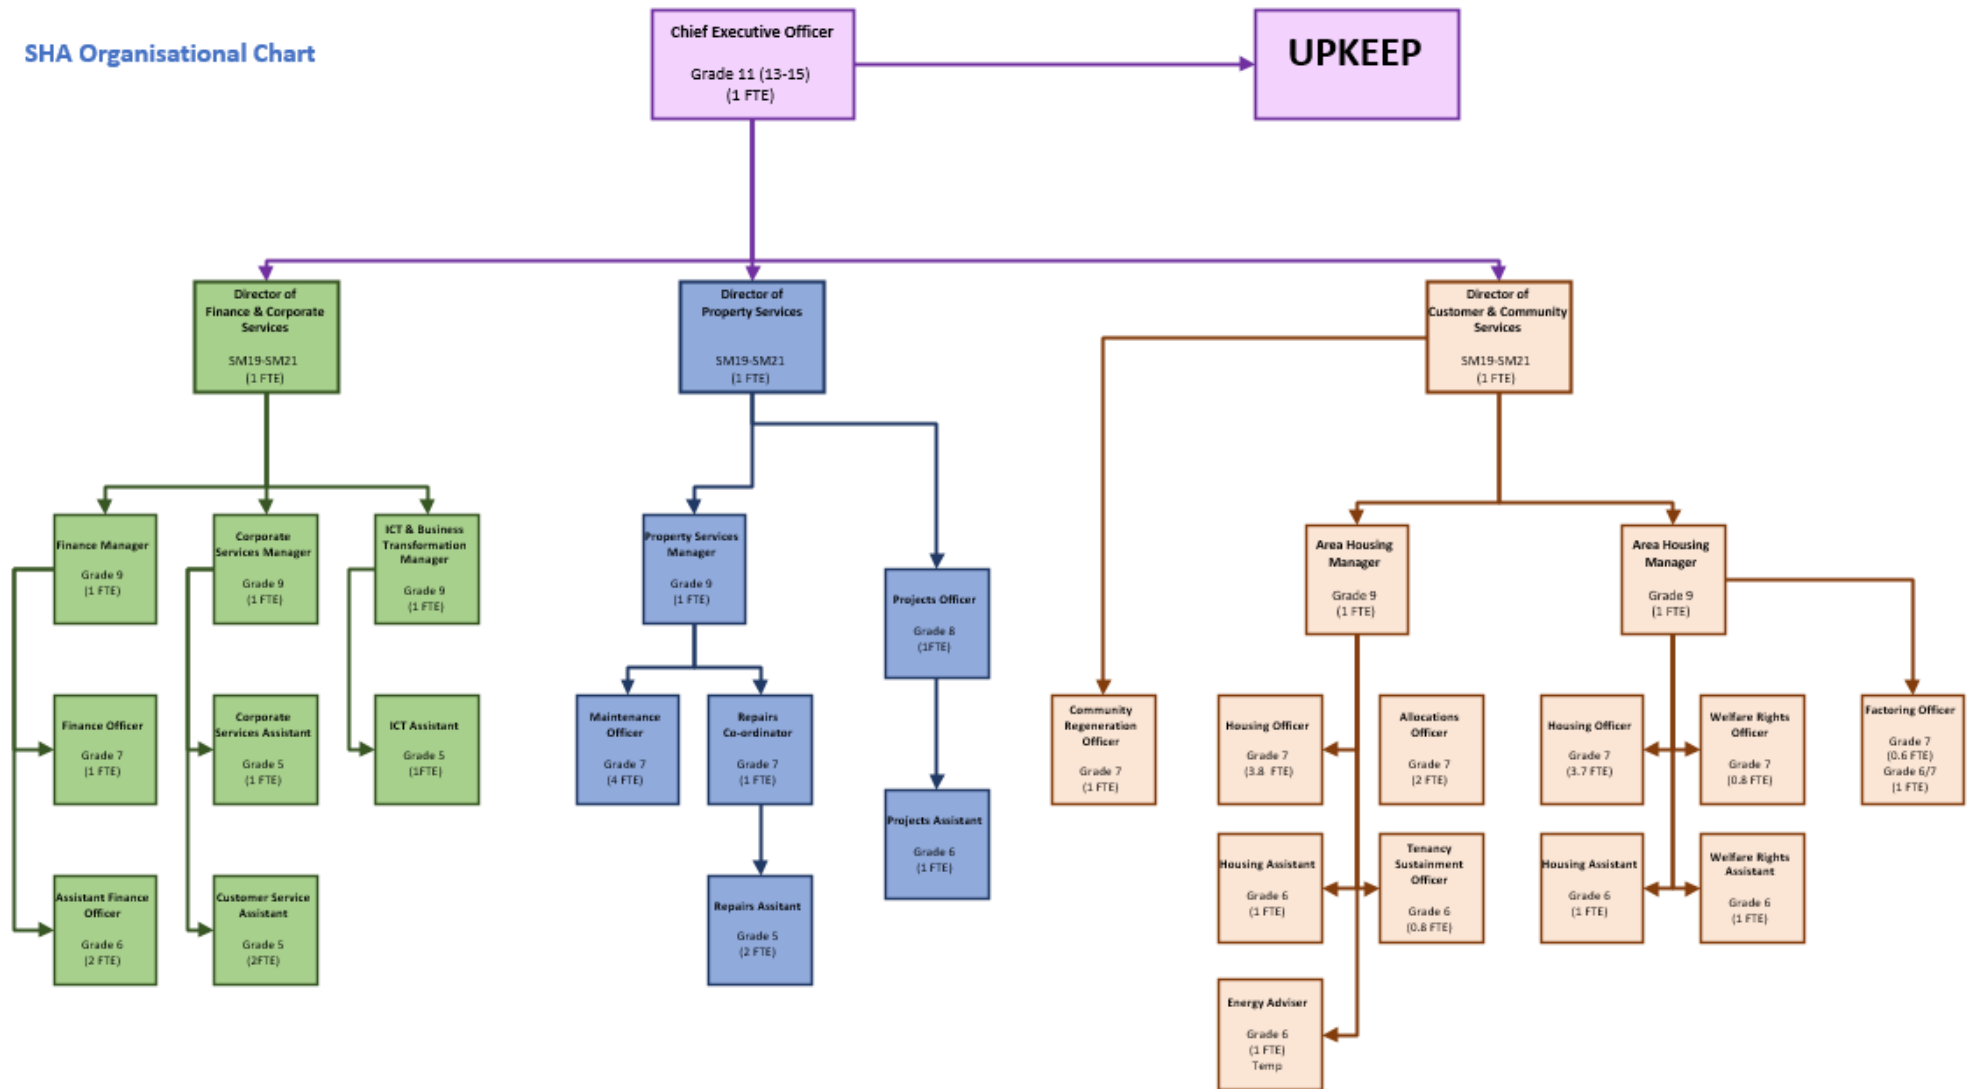 SHA Organisational Chart
Chief Executive Officer
Grade 11 (13-15)
(1 FTE)
UPKEEP
Director of
Finance & Corporate
Services
SM19-SM21
(1 FTE)
Director of
Property Services
SM19-SM21
(1 FTE)
Director of
Customer & Community
Services
SM19-SM21
(1 FTE)
Finance Manager
Grade 9
(1 FTE)
Corporate
Services Manager
Grade 9
(1 FTE)
ICT & Business
Transformation
Manager
Grade 9
(1 FTE)
Property Services
Manager
Grade 9
(1 FTE)
Projects Officer
Grade 8
(1FTE)
Area Housing
Manager
Grade 9
(1 FTE)
Area Housing
Manager
Grade 9
(1 FTE)
Finance Officer
Grade 7
(1 FTE)
Corporate
Services Assistant
Grade 5
(1 FTE)
ICT Assistant
Grade 5
(1FTE)
Maintenance
Officer
Grade 7
(4 FTE)
Repairs
Co-ordinator
Grade 7
(1 FTE)
Projects Assistant
Grade 6
(1 FTE)
Community
Regeneration
Officer
Grade 7
(1 FTE)
Housing Officer
Grade 7
(3.8 FTE)
Allocations
Officer
Grade 7
(2 FTE)
Housing Officer
Grade 7
(3.7 FTE)
Welfare Rights
Officer
Grade 7
(0.8 FTE)
Factoring Officer
Grade 7
(0.6 FTE)
Grade 6/7
(1 FTE)
Assistant Finance
Officer
Grade 6
(2 FTE)
Customer Service
Assistant
Grade 5
(2FTE)
Repairs Assitant
Grade 5
(2 FTE)
Housing Assistant
Grade 6
(1 FTE)
Tenancy
Sustainment
Officer
Grade 6
(0.8 FTE)
Housing Assistant
Grade 6
(1 FTE)
Welfare Rights
Assistant
Grade 6
(1 FTE)
Energy Adviser
Grade 6
(1 FTE)
Temp